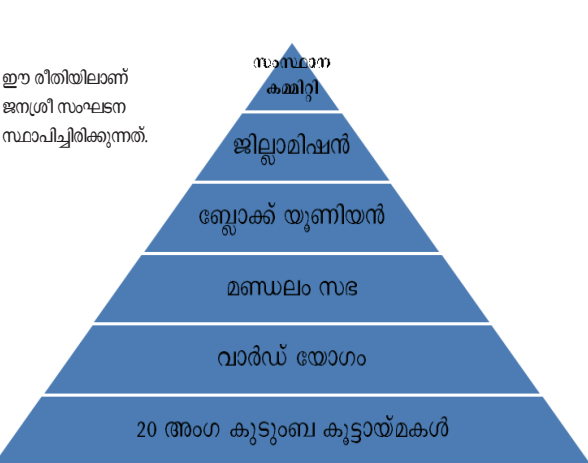 സംസ്ഥാന
കമ്മിറ്റി
ഈ രീതിയിലാണ്
ജനശ്രീ സംഘടന
സ്ഥാപിച്ചിരിക്കുന്നത്.
ജില്ലാമിഷൻ
ബ്ലോക്ക് യൂണിയൻ
മണ്ഡലം സഭ
വാർഡ് യോഗം
20 അംഗ കുടുംബ കൂട്ടായ്മകൾ